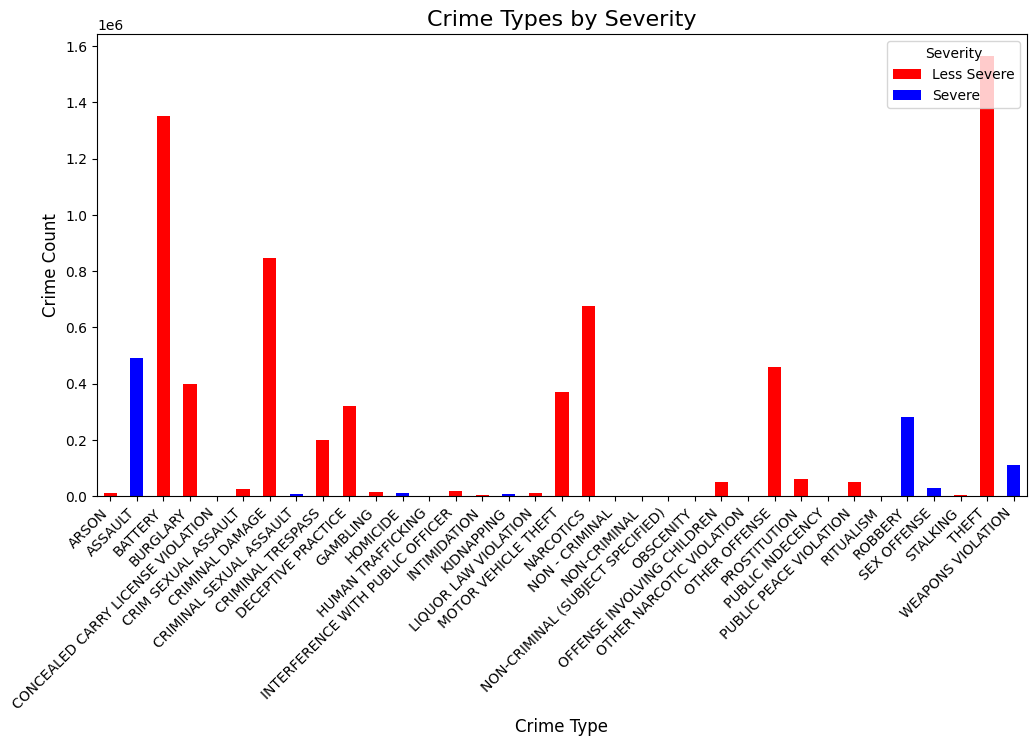 Crime Types by Severity
1e6
1.6
1.4
1.2
1.0
0.8
0.6
0.4
0.2
0.0
Crime Count
Severity
Less Severe
Severe
ARSON
ASSAULT
BATTERY
BURGLARY
CONCEALED CARRY LICENSE VIOLATION
CRIM SEXUAL ASSAULT
CRIMINAL DAMAGE
CRIMINAL SEXUAL ASSAULT
CRIMINAL TRESPASS
DECEPTIVE PRACTICE
GAMBLING
HOMICIDE
HUMAN TRAFFICKING
INTERFERENCE WITH PUBLIC OFFICER
INTIMIDATION
KIDNAPPING
LIQUOR LAW VIOLATION
MOTOR VEHICLE THEFT
NARCOTICS
NON - CRIMINAL
NON-CRIMINAL
NON-CRIMINAL (SUBJECT SPECIFIED)
OBSCENITY
OFFENSE INVOLVING CHILDREN
OTHER NARCOTIC VIOLATION
OTHER OFFENSE
PROSTITUTION
PUBLIC INDECENCY
PUBLIC PEACE VIOLATION
RITUALISM
ROBBERY
SEX OFFENSE
STALKING
THEFT
WEAPONS VIOLATION
Crime Type